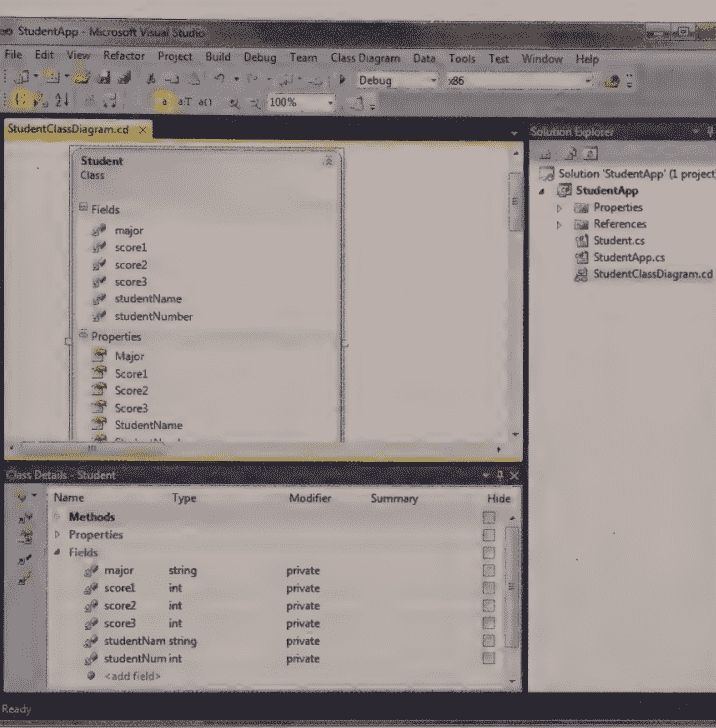 StudentApp - Microsoft Visual Studio
File Edit View Refactor Project Build Debug Team Class Diagram Data Tools Test Window Help
Debug x86
100%
StudentClassDiagram.cd
Student
Class
Fields
major
score1
score2
score3
studentName
studentNumber
Properties
Major
Score1
Score2
Score3
StudentName
Solution Explorer
Solution 'StudentApp' (1 project
StudentApp
Properties
References
Student.cs
StudentApp.cs
StudentClassDiagram.cd
Class Details - Student
Name Type Modifier Summary Hide
Methods
Properties
Fields
major string private
score1 int private
score2 int private
score3 int private
studentNam string private
studentNum int private
<add field>
Ready